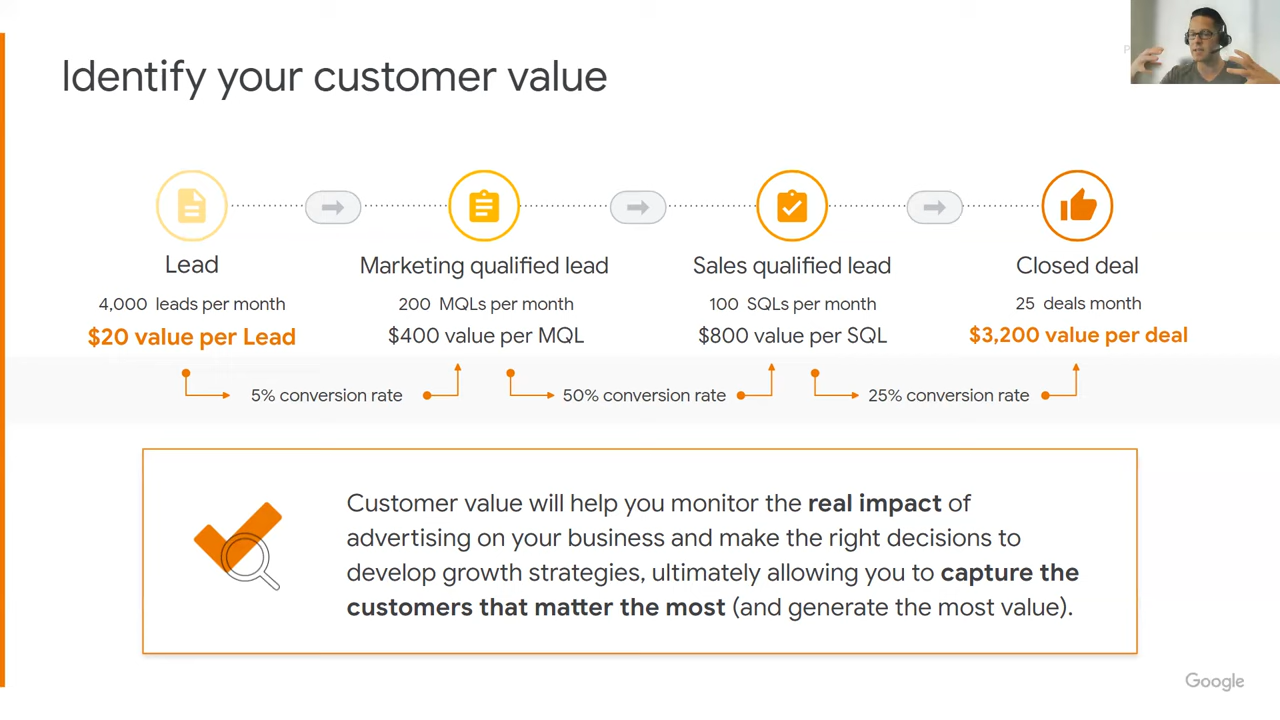 Identify your customer value
Lead
Marketing qualified lead
Sales qualified lead
Closed deal
4,000 leads per month
200 MQLs per month
100 SQLs per month
25 deals month
$20 value per Lead
$400 value per MQL
$800 value per SQL
$3,200 value per deal
5% conversion rate
50% conversion rate
25% conversion rate
Customer value will help you monitor the real impact of
advertising on your business and make the right decisions to
develop growth strategies, ultimately allowing you to capture the
customers that matter the most (and generate the most value).
Google